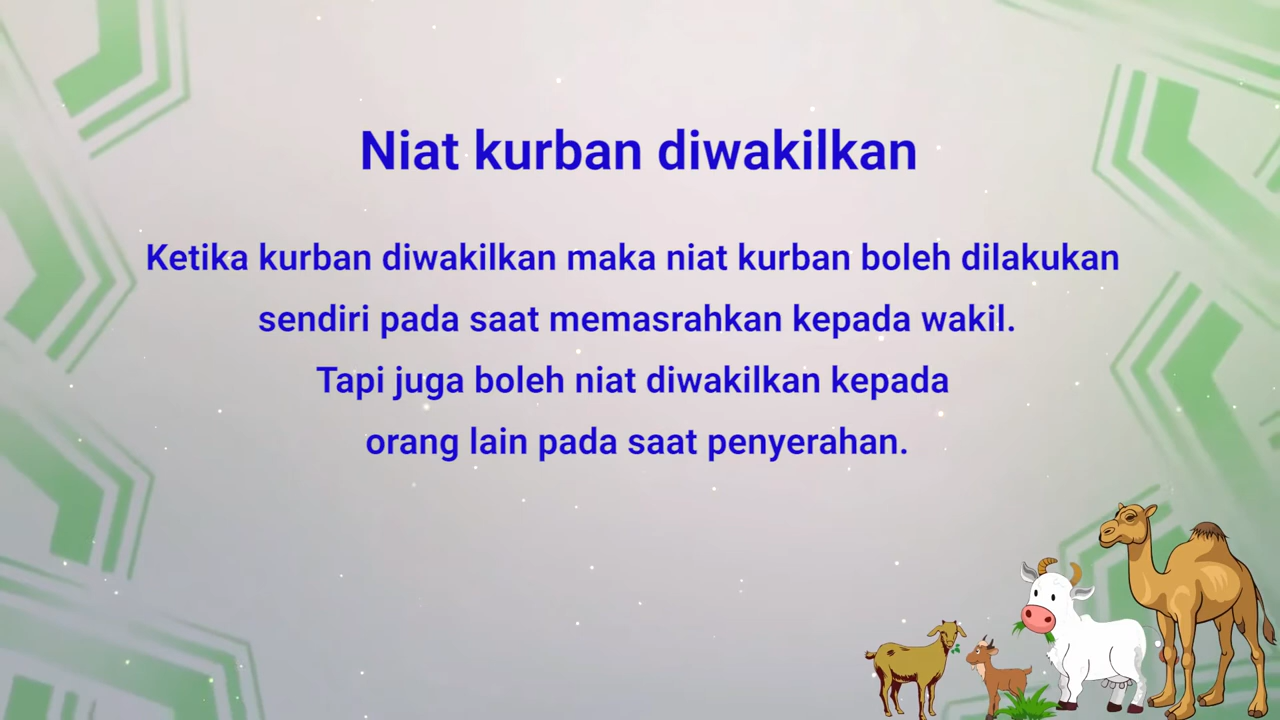 Niat kurban diwakilkan
Ketika kurban diwakilkan maka niat kurban boleh dilakukan
sendiri pada saat memasrahkan kepada wakil.
Tapi juga boleh niat diwakilkan kepada
orang lain pada saat penyerahan.